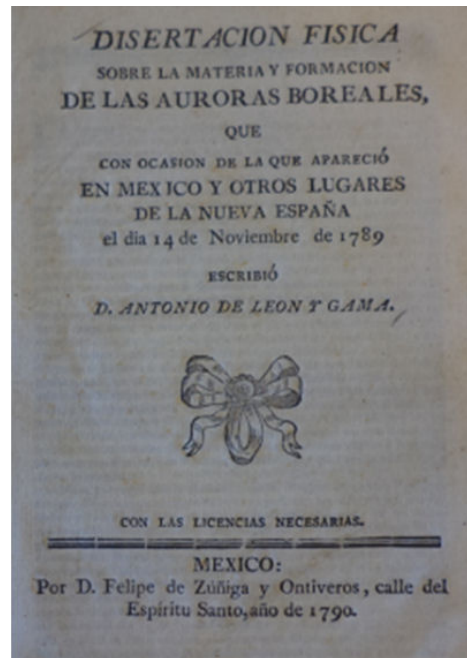 DISERTACION FISICA
SOBRE LA MATERIA Y FORMACION
DE LAS AURORAS BOREALES,
QUE
CON OCASION DE LA QUE APARECIÓ
EN MEXICO Y OTROS LUGARES
DE LA NUEVA ESPAÑA
el dia 14 de Noviembre de 1789
ESCRIBIÓ
D. ANTONIO DE LEON Y GAMA.
CON LAS LICENCIAS NECESARIAS.
MEXICO:
Por D. Felipe de Zúñiga y Ontiveros, calle del
Espíritu Santo, año de 1790.